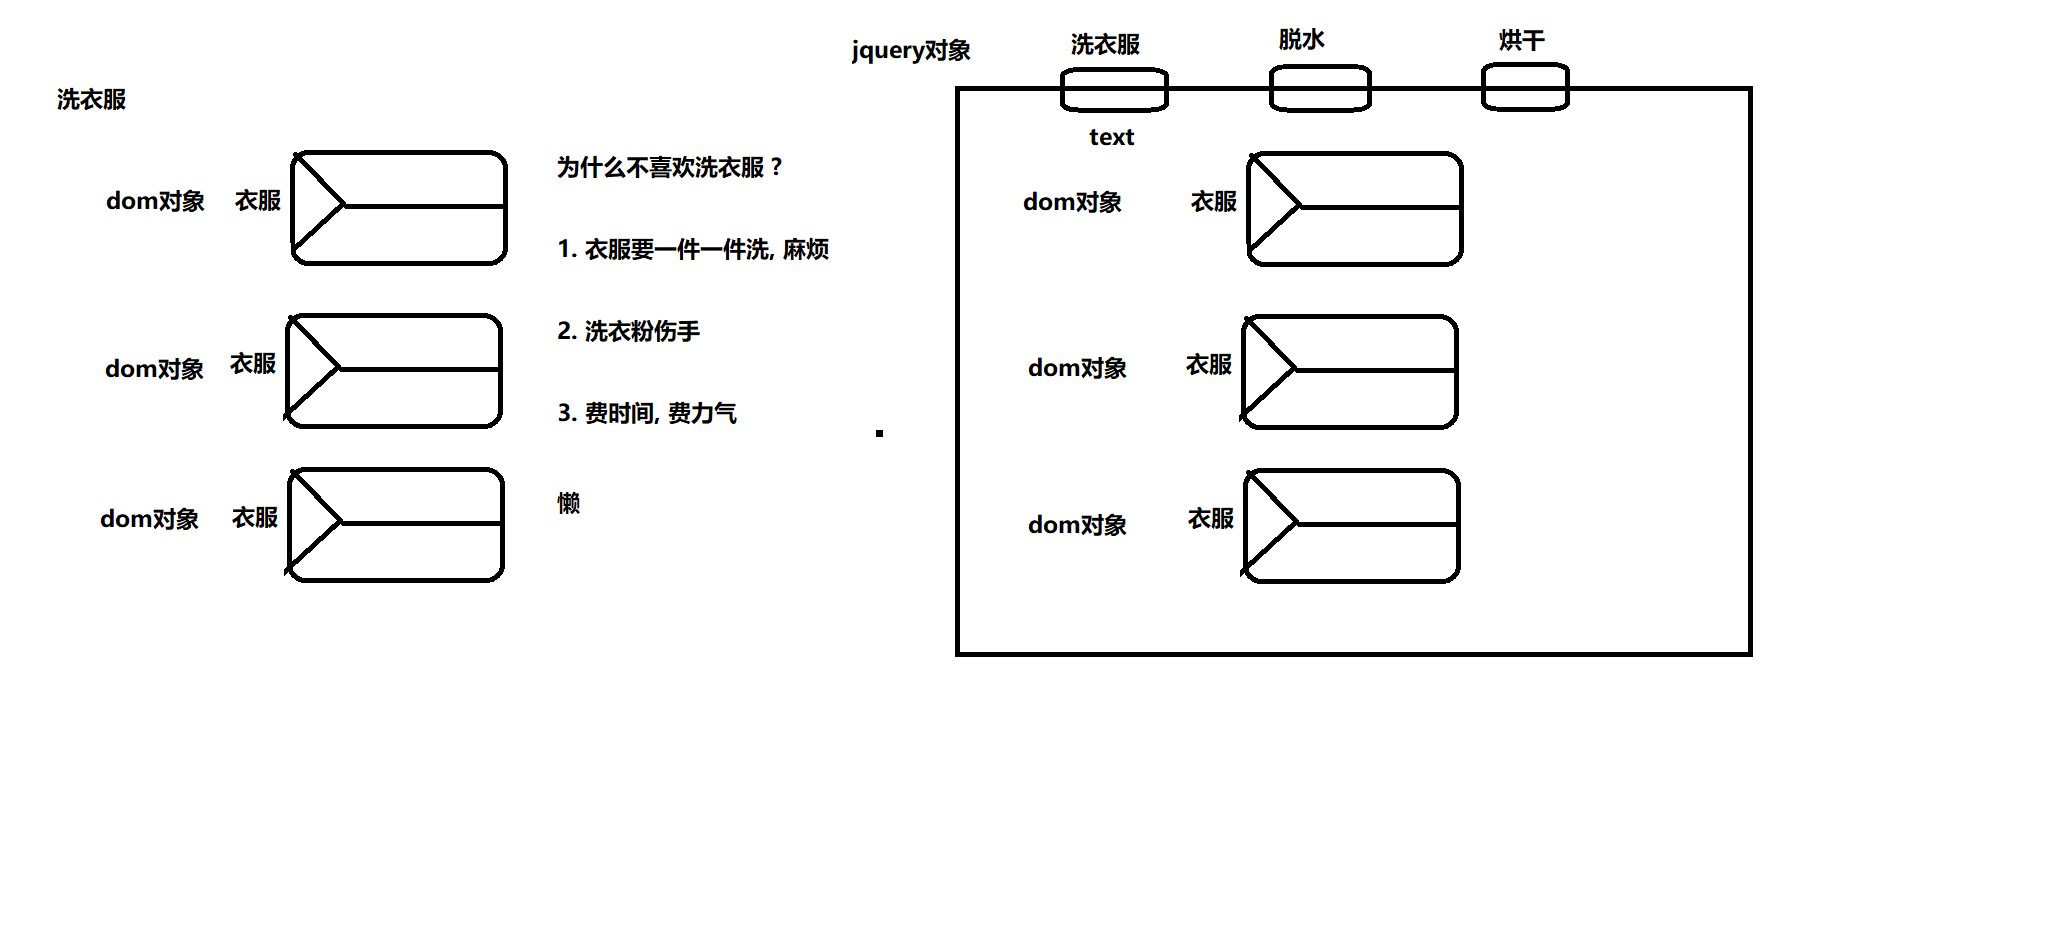 洗衣服
dom对象 衣服
dom对象 衣服
dom对象 衣服
为什么不喜欢洗衣服？
1. 衣服要一件一件洗, 麻烦
2. 洗衣粉伤手
3. 费时间, 费力气
懒
jquery对象
洗衣服 脱水 烘干
text
dom对象 衣服
dom对象 衣服
dom对象 衣服